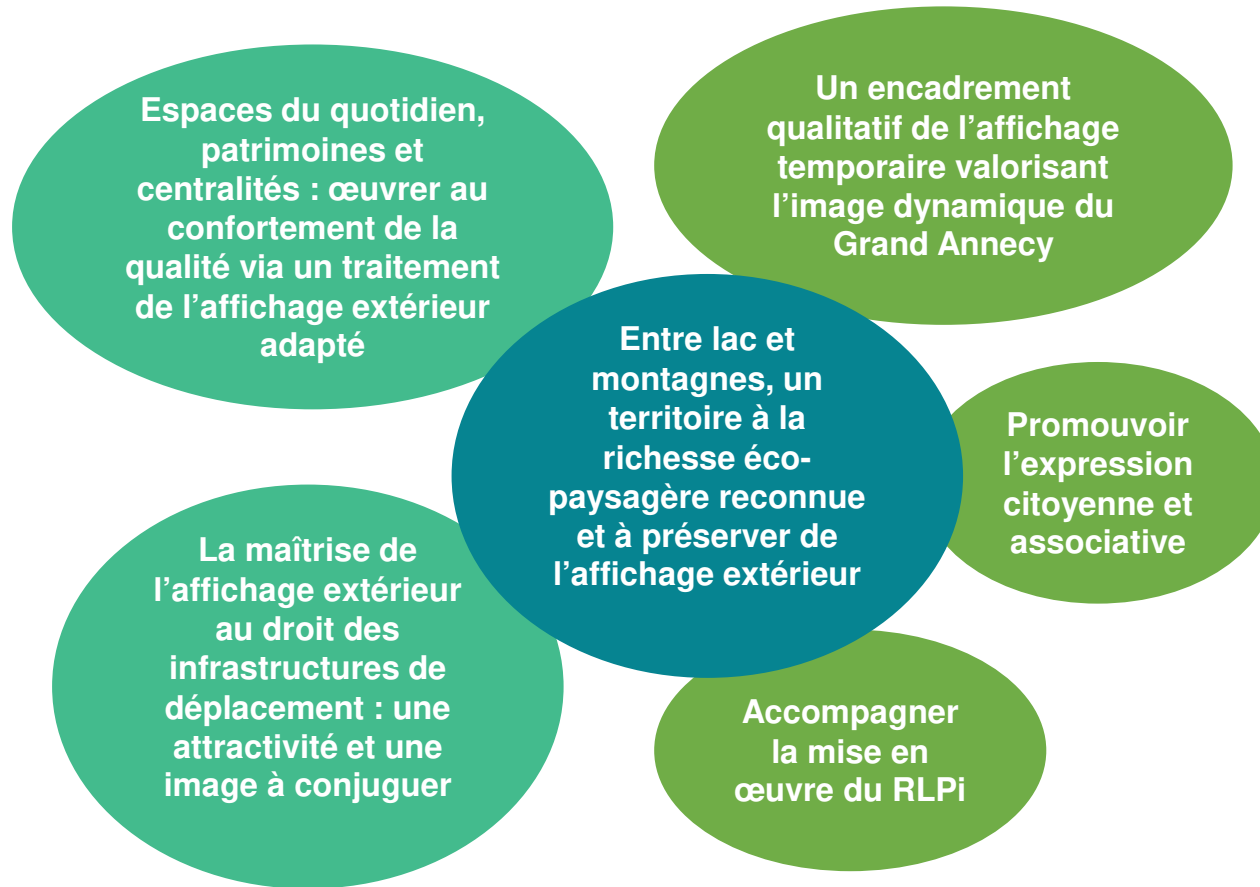 Espaces du quotidien,
patrimoines et
centralités : œuvrer au
confortement de la
qualité via un traitement
de l’affichage extérieur
adapté
Un encadrement
qualitatif de l’affichage
temporaire valorisant
l’image dynamique du
Grand Annecy
Entre lac et
montagnes, un
territoire à la
richesse éco-
paysagère reconnue
et à préserver de
l’affichage extérieur
Promouvoir
l’expression
citoyenne et
associative
La maîtrise de
l’affichage extérieur
au droit des
infrastructures de
déplacement : une
attractivité et une
image à conjuguer
Accompagner
la mise en
œuvre du RLPi